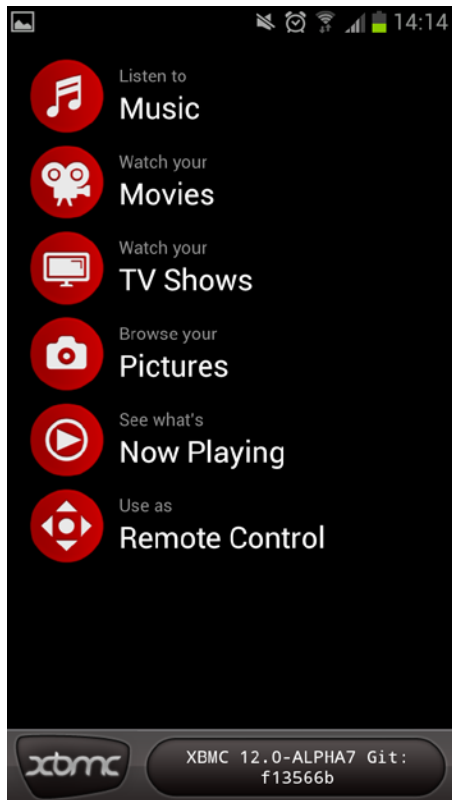 14:14
Listen to
Music
Watch your
Movies
Watch your
TV Shows
Browse your
Pictures
See what's
Now Playing
Use as
Remote Control
xbmc
XBMC 12.0-ALPHA7 Git:
f13566b